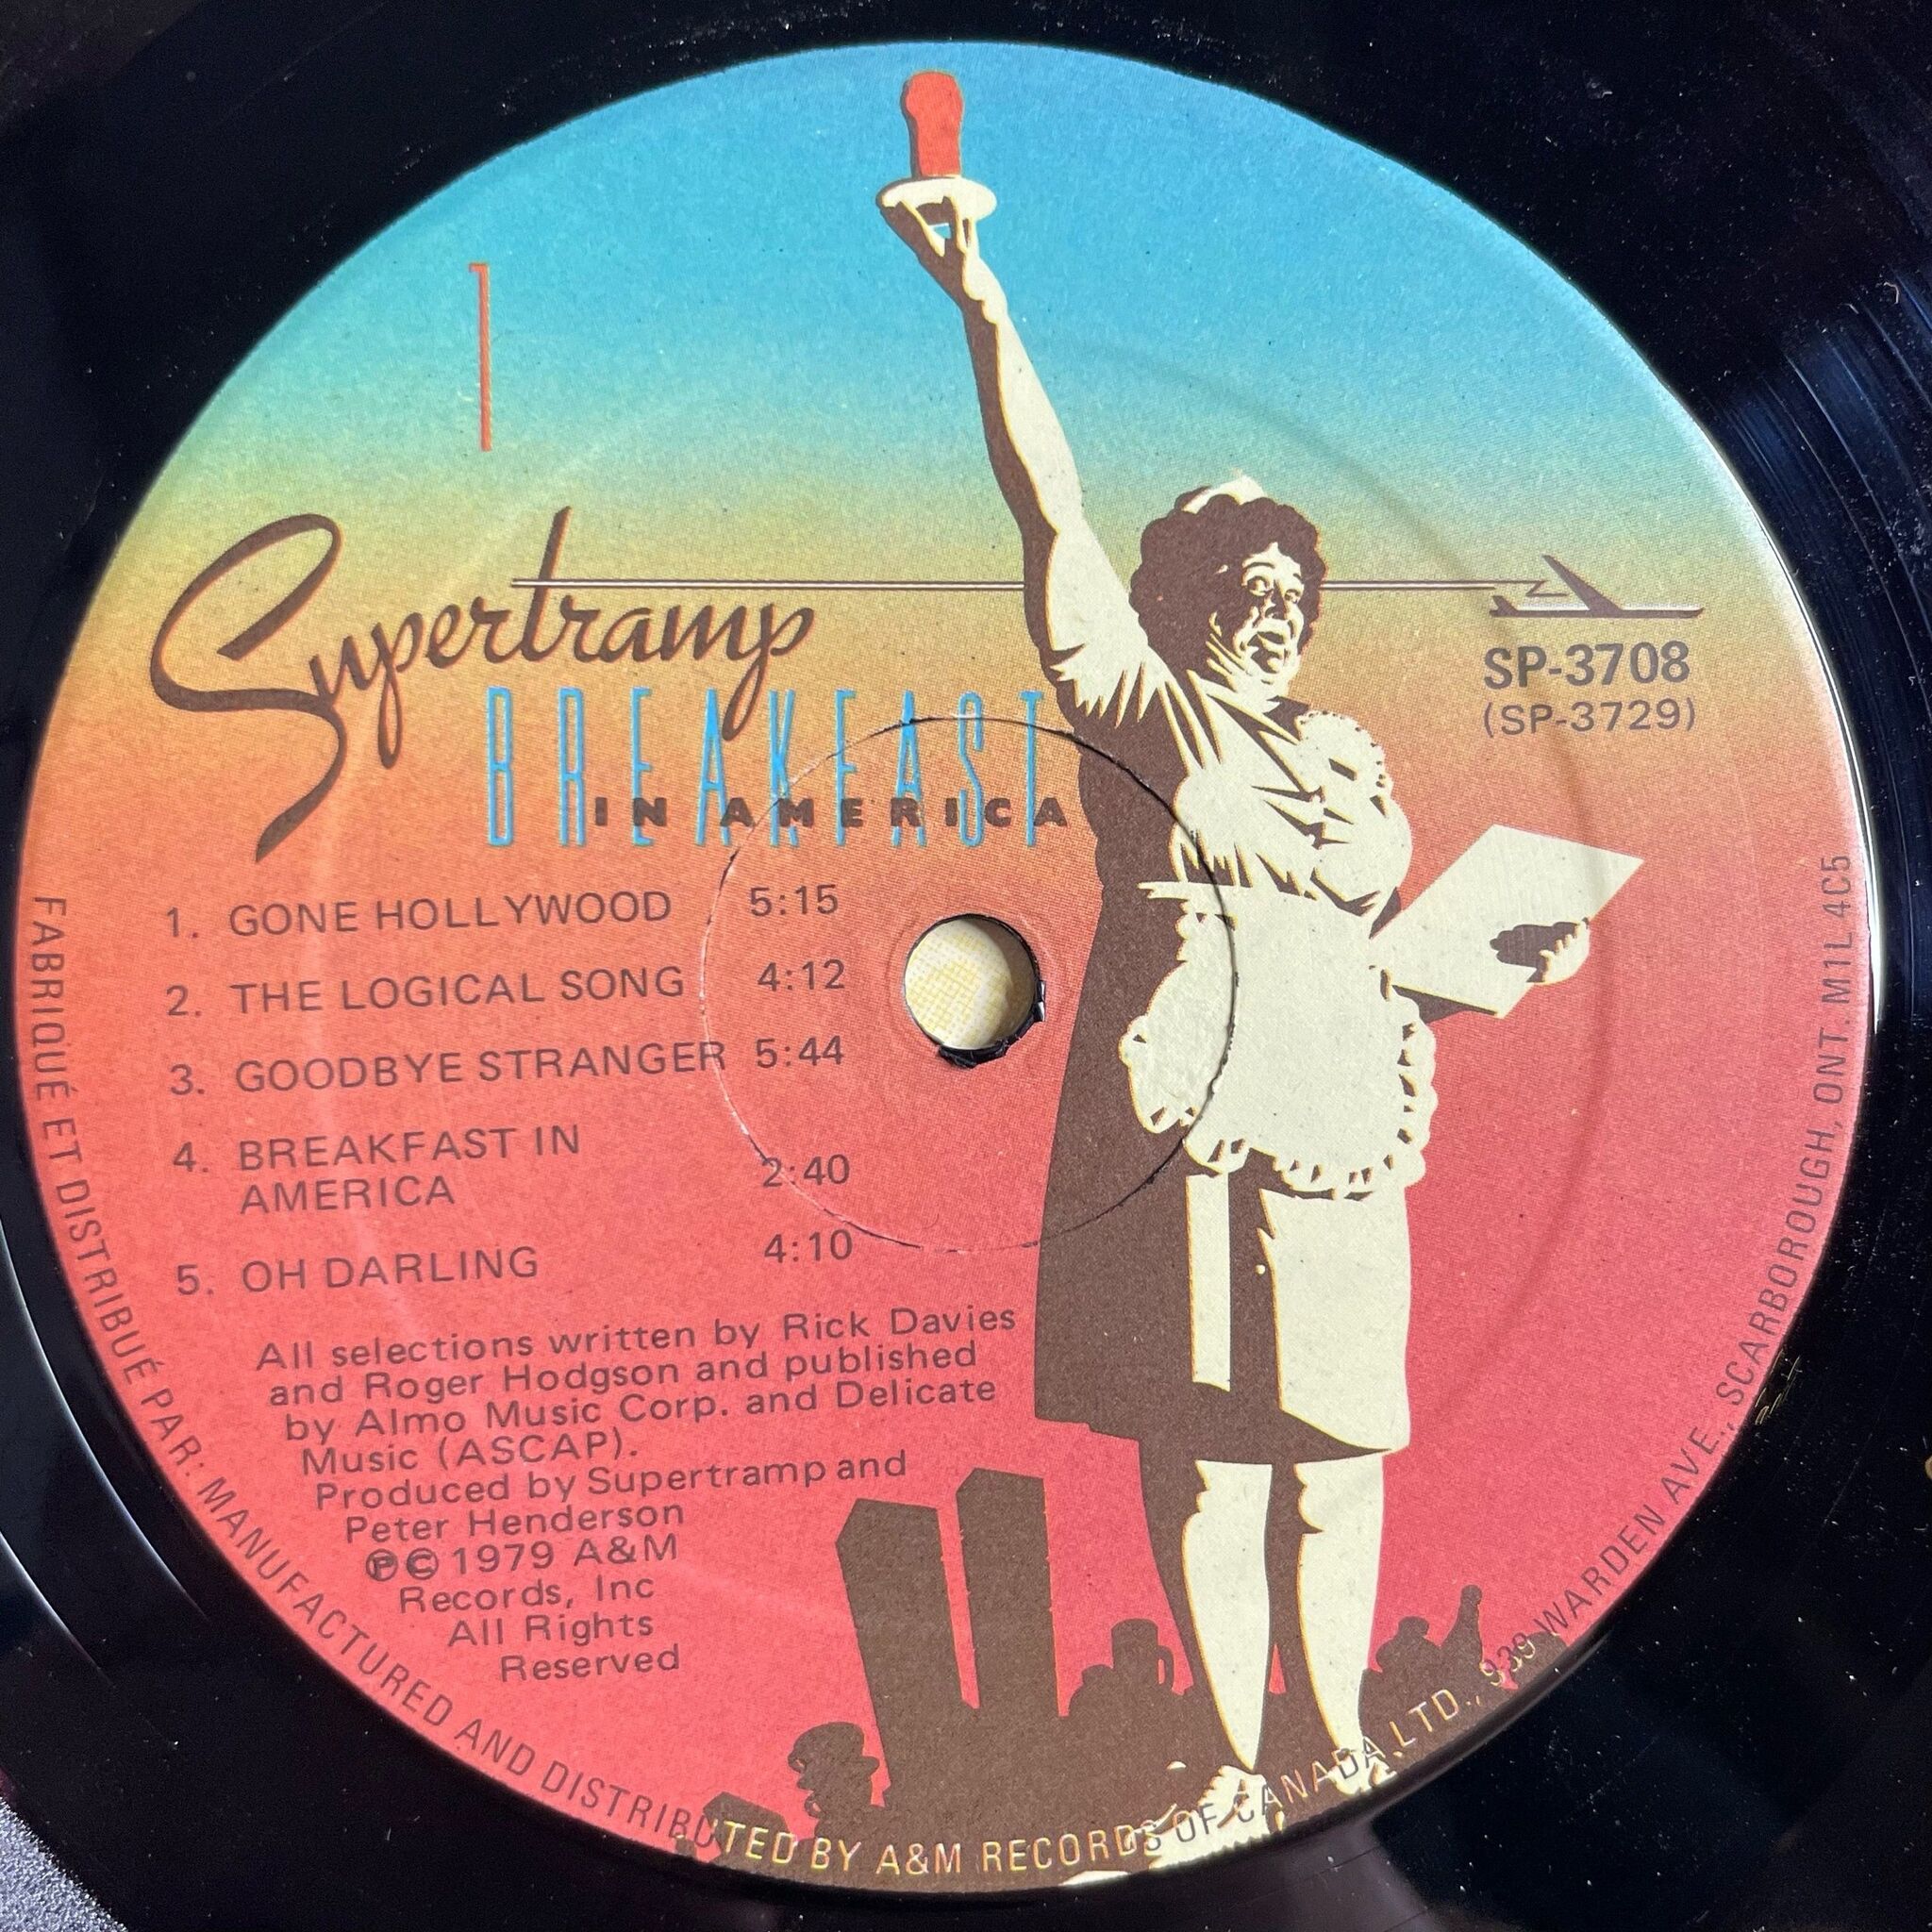 1
Supertramp
BREAKFAST
IN AMERICA
SP-3708
(SP-3729)
1. GONE HOLLYWOOD 5:15
2. THE LOGICAL SONG 4:12
3. GOODBYE STRANGER 5:44
4. BREAKFAST IN
AMERICA 2:40
5. OH DARLING 4:10
All selections written by Rick Davies
and Roger Hodgson and published
by Almo Music Corp. and Delicate
Music (ASCAP).
Produced by Supertramp and
Peter Henderson
℗© 1979 A&M
Records, Inc
All Rights
Reserved
FABRIQUÉ ET DISTRIBUÉ PAR: MANUFACTURED AND DISTRIBUTED BY A&M RECORDS OF CANADA LTD., 939 WARDEN AVE., SCARBOROUGH, ONT. M1L 4C5